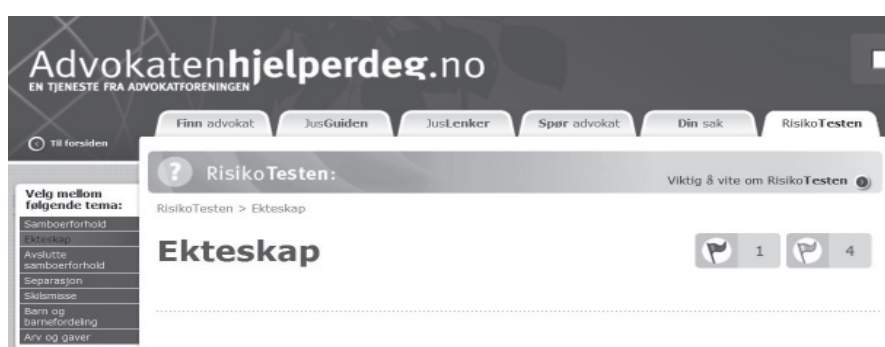 Advokatenhjelperdeg.no
EN TJENESTE FRA ADVOKATFORENINGEN
Finn advokat
JusGuiden
JusLenker
Spør advokat
Din sak
RisikoTesten
Til forsiden
? RisikoTesten:
Viktig å vite om RisikoTesten
Velg mellom
følgende tema:
Samboerforhold
Ekteskap
Avslutte
samboerforhold
Separasjon
Skilsmisse
Barn og
barnefordeling
Arv og gaver
RisikoTesten > Ekteskap
Ekteskap
1
4